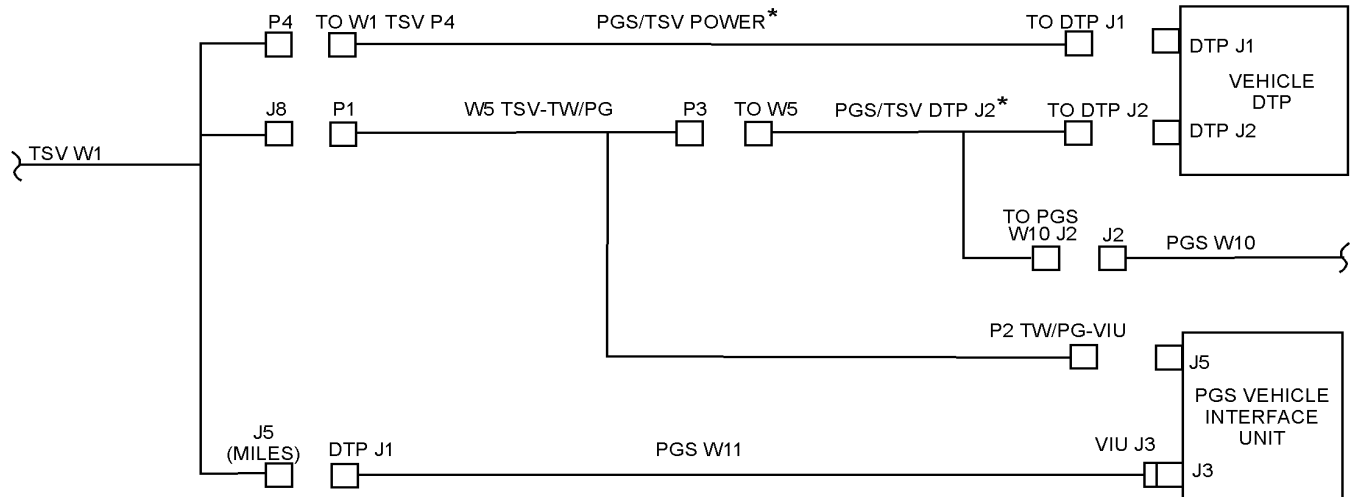 P4 TO W1 TSV P4 PGS/TSV POWER* TO DTP J1
DTP J1
VEHICLE
DTP
J8 P1 W5 TSV-TW/PG P3 TO W5 PGS/TSV DTP J2* TO DTP J2
DTP J2
TSV W1
TO PGS
W10 J2 J2 PGS W10
P2 TW/PG-VIU
J5
PGS VEHICLE
INTERFACE
UNIT
J5
(MILES) DTP J1 PGS W11 VIU J3
J3